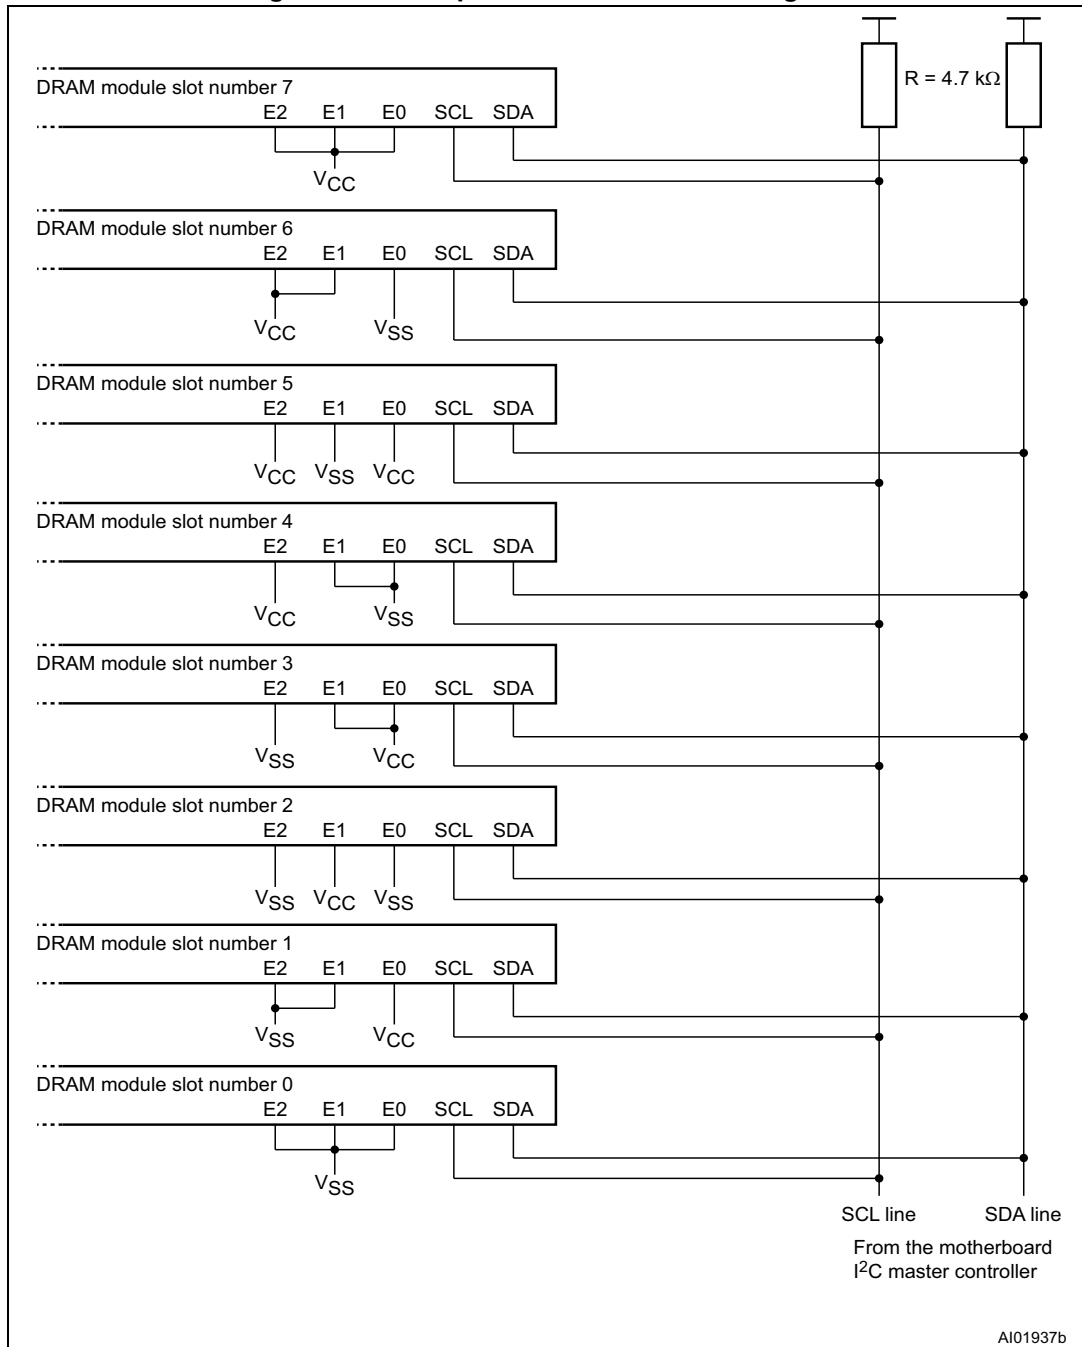 R = 4.7 kΩ
DRAM module slot number 7
E2 E1 E0 SCL SDA
VCC
DRAM module slot number 6
E2 E1 E0 SCL SDA
VCC VSS
DRAM module slot number 5
E2 E1 E0 SCL SDA
VCC VSS VCC
DRAM module slot number 4
E2 E1 E0 SCL SDA
VCC VSS
DRAM module slot number 3
E2 E1 E0 SCL SDA
VSS VCC
DRAM module slot number 2
E2 E1 E0 SCL SDA
VSS VCC VSS
DRAM module slot number 1
E2 E1 E0 SCL SDA
VSS VCC
DRAM module slot number 0
E2 E1 E0 SCL SDA
VSS
SCL line SDA line
From the motherboard
I2C master controller
AI01937b